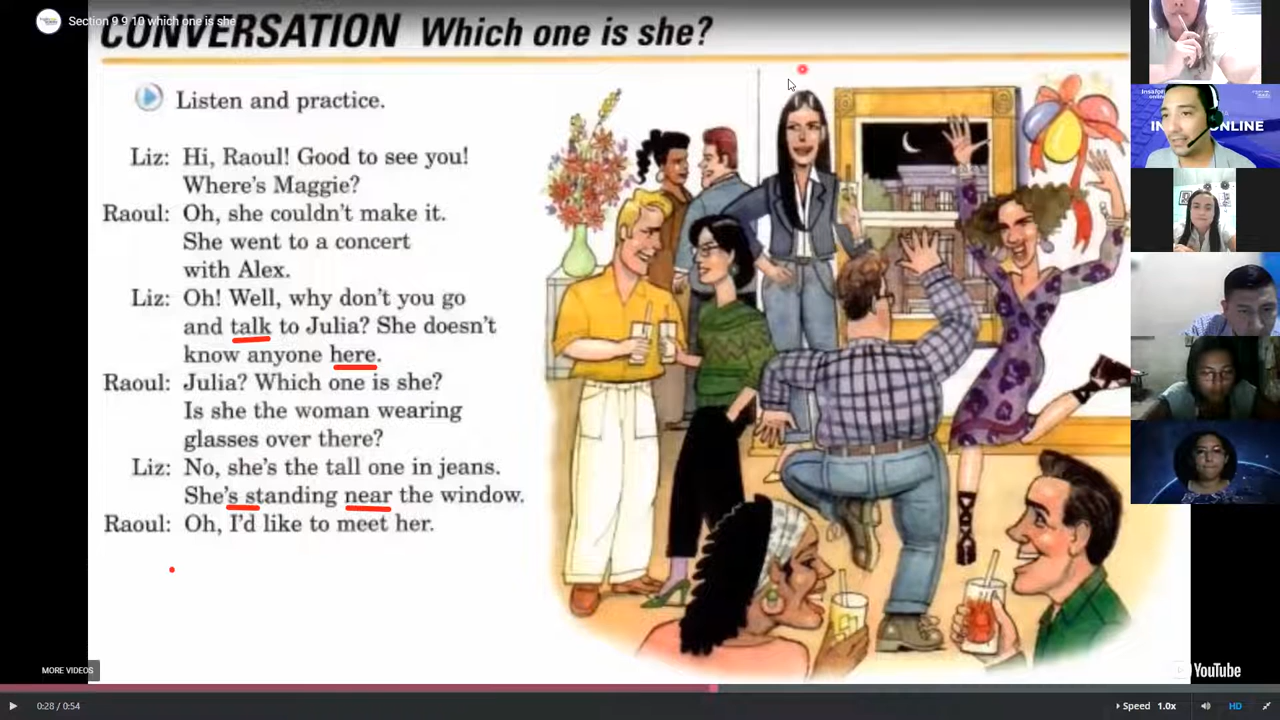 Section 9 9 10 which one is she
CONVERSATION Which one is she?
Listen and practice.
Liz: Hi, Raoul! Good to see you!
Where's Maggie?
Raoul: Oh, she couldn't make it.
She went to a concert
with Alex.
Liz: Oh! Well, why don't you go
and talk to Julia? She doesn't
know anyone here.
Raoul: Julia? Which one is she?
Is she the woman wearing
glasses over there?
Liz: No, she's the tall one in jeans.
She's standing near the window.
Raoul: Oh, I'd like to meet her.
MORE VIDEOS
YouTube
0:28 / 0:54
Speed 1.0x
HD